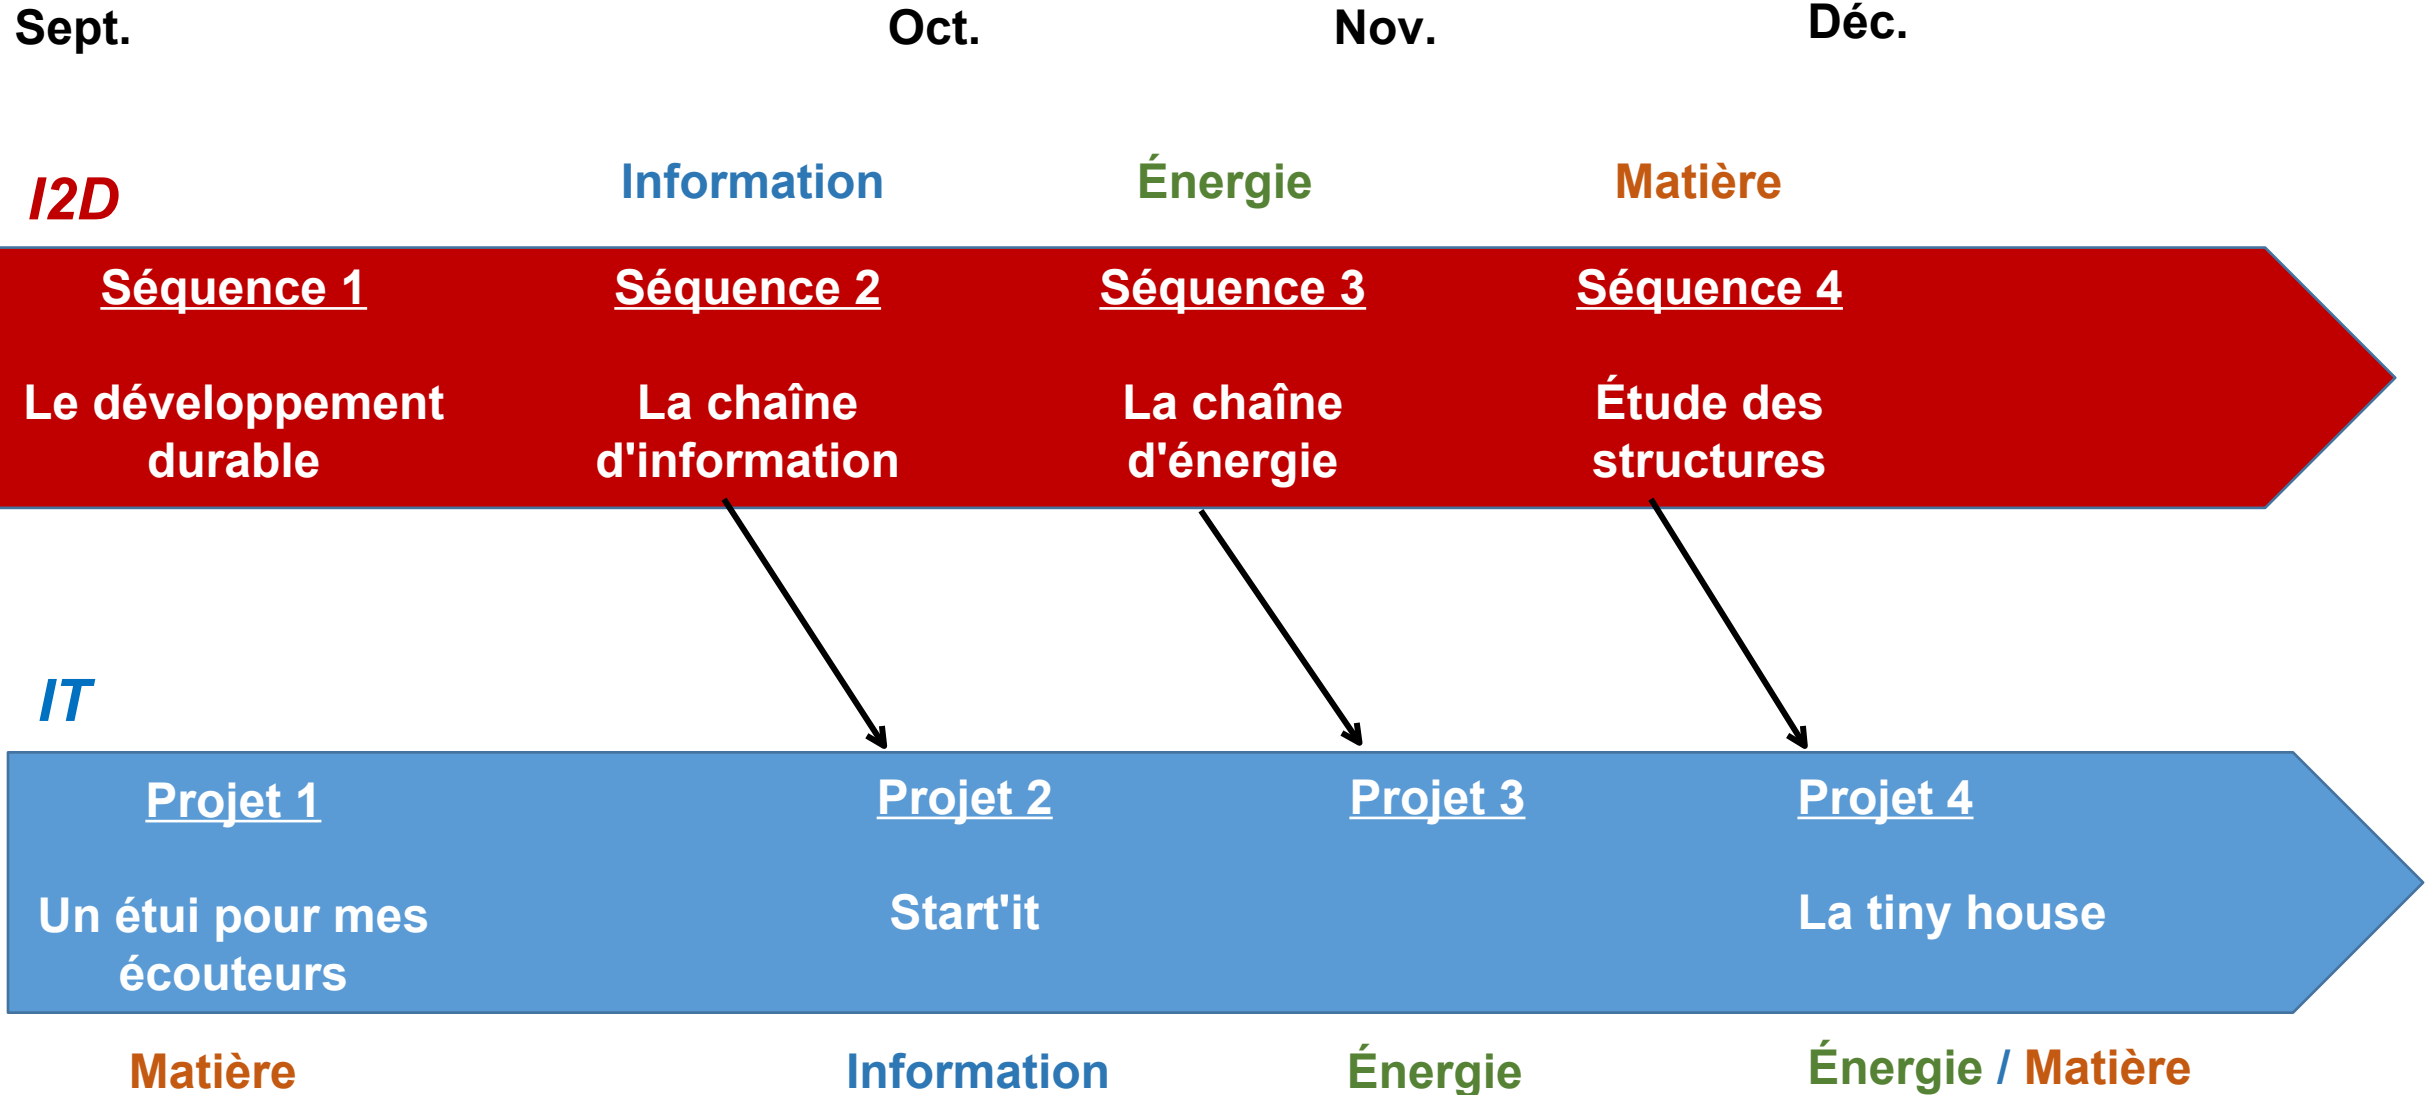 Sept. Oct. Nov. Déc.
Information Énergie Matière
I2D
Séquence 1 Séquence 2 Séquence 3 Séquence 4
Le développement La chaîne La chaîne Étude des
durable d'information d'énergie structures
IT
Projet 1 Projet 2 Projet 3 Projet 4
Un étui pour mes Start'it La tiny house
écouteurs
Matière Information Énergie Énergie / Matière